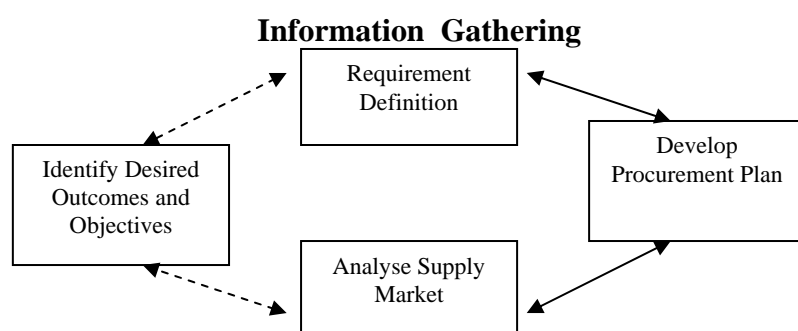 Information Gathering
Requirement
Definition
Identify Desired
Outcomes and
Objectives
Develop
Procurement Plan
Analyse Supply
Market